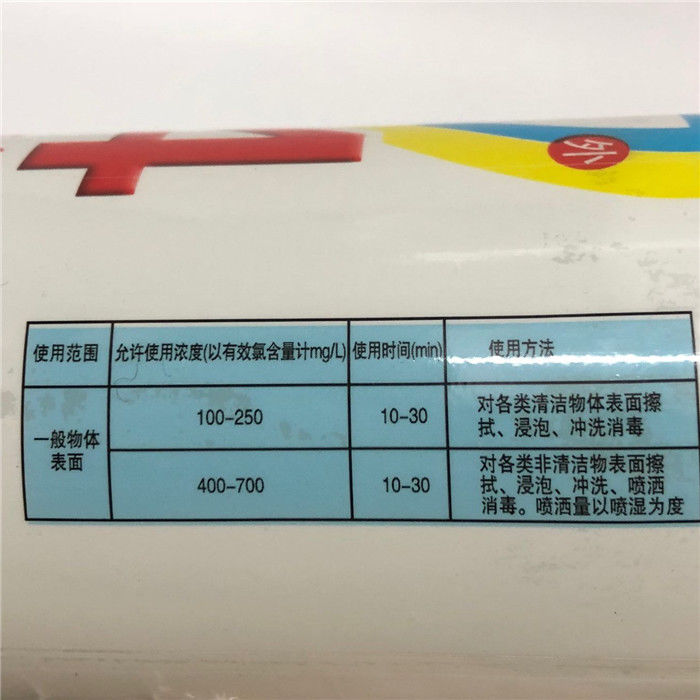 外
使用范围 允许使用浓度(以有效氯含量计mg/L) 使用时间(min) 使用方法
一般物体
表面
100-250 10-30
对各类清洁物体表面擦
拭、浸泡、冲洗消毒
400-700 10-30
对各类非清洁物表面擦
拭、浸泡、冲洗、喷洒
消毒。喷洒量以喷湿为度